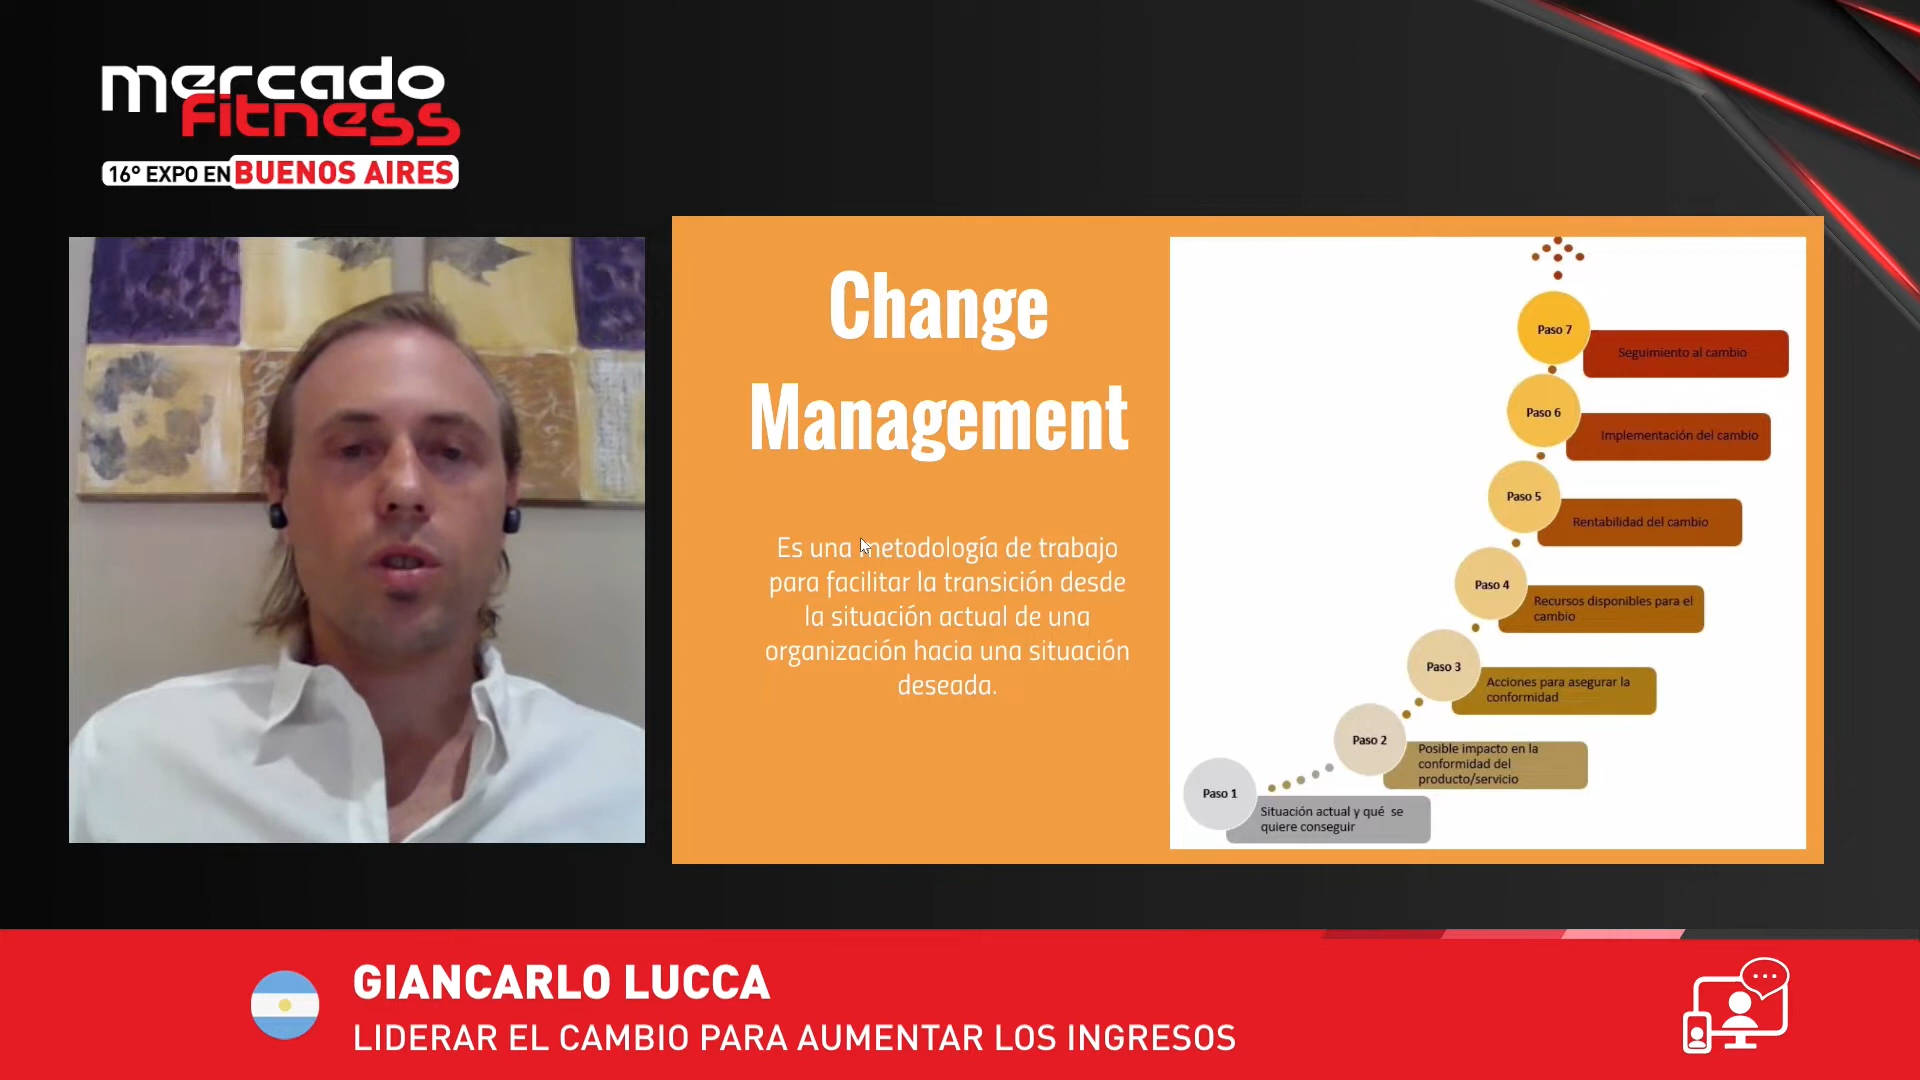 mercado
fitness
16° EXPO EN BUENOS AIRES
Change
Management
Es una metodología de trabajo
para facilitar la transición desde
la situación actual de una
organización hacia una situación
deseada.
Paso 7
Seguimiento al cambio
Paso 6
Implementación del cambio
Paso 5
Rentabilidad del cambio
Paso 4
Recursos disponibles para el
cambio
Paso 3
Acciones para asegurar la
conformidad
Paso 2
Posible impacto en la
conformidad del
producto/servicio
Paso 1
Situación actual y qué se
quiere conseguir
GIANCARLO LUCCA
LIDERAR EL CAMBIO PARA AUMENTAR LOS INGRESOS